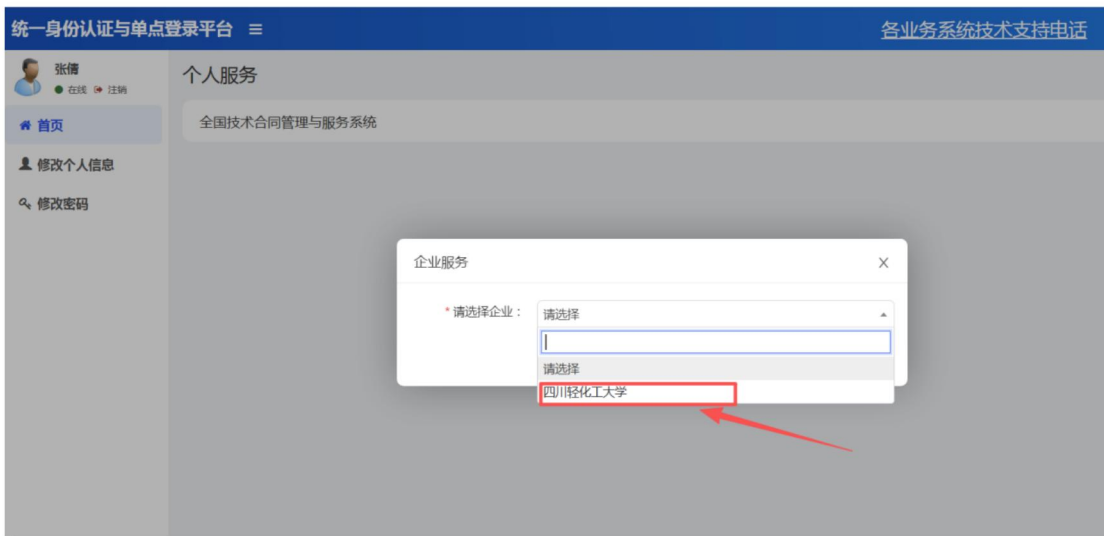 统一身份认证与单点登录平台
各业务系统技术支持电话
张倩
在线 注销
首页
修改个人信息
修改密码
个人服务
全国技术合同管理与服务系统
企业服务
X
* 请选择企业：
请选择
请选择
四川轻化工大学